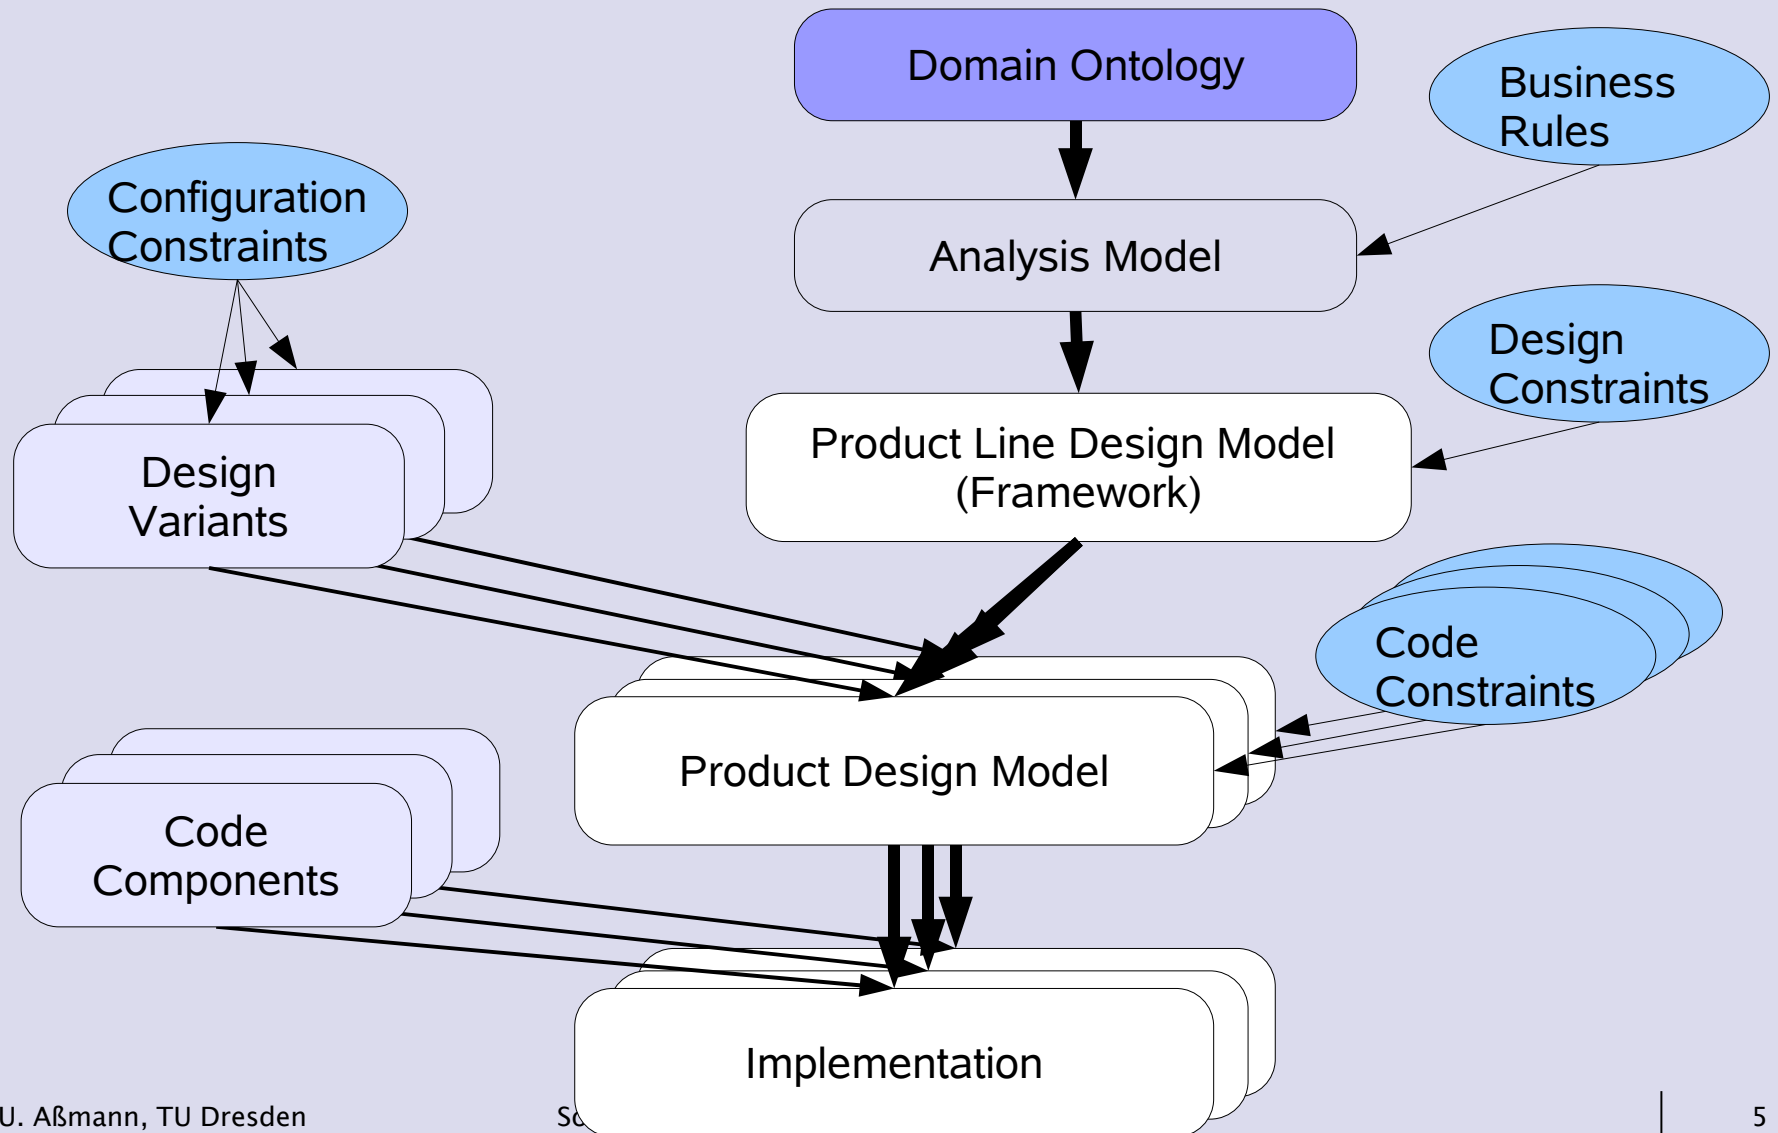 Domain Ontology
Business
Rules
Configuration
Constraints
Analysis Model
Design
Constraints
Product Line Design Model
(Framework)
Design
Variants
Code
Constraints
Product Design Model
Code
Components
Implementation
U. Aßmann, TU Dresden
5